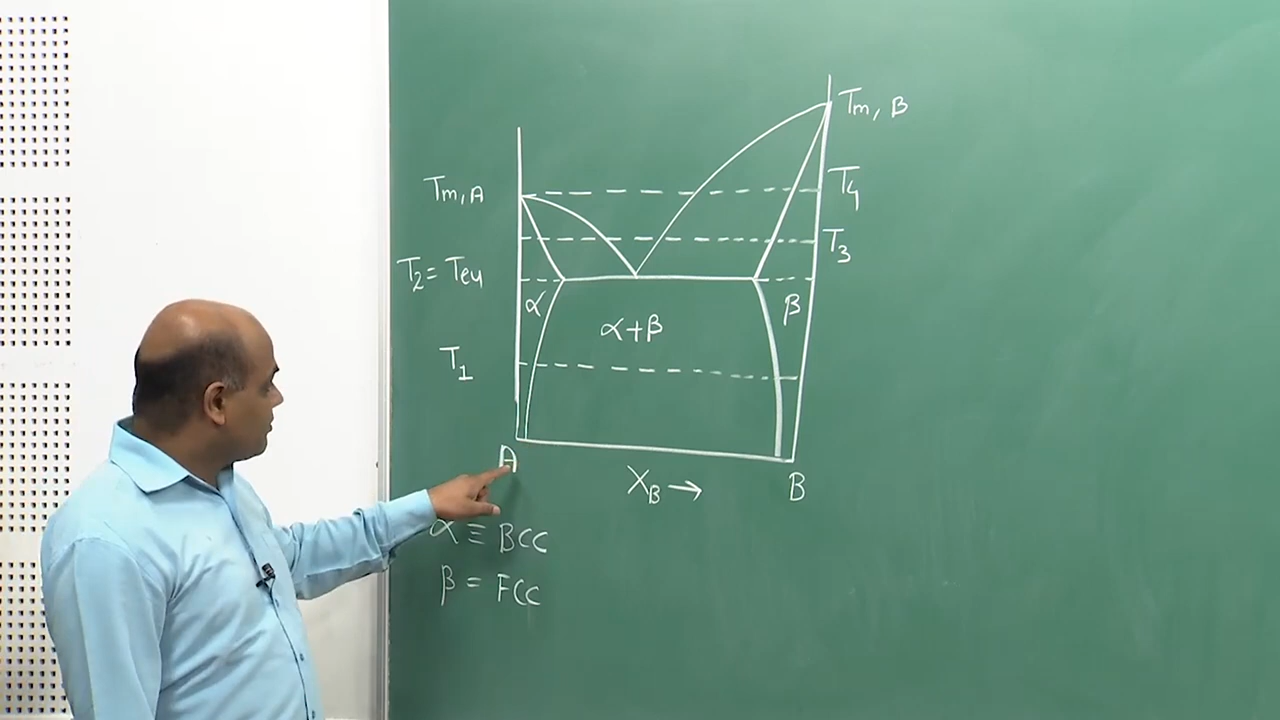 Tm, B
Tm, A
T4
T3
T2 = Teu
α
β
α+β
T1
A
XB →
B
α ≡ BCC
β = FCC